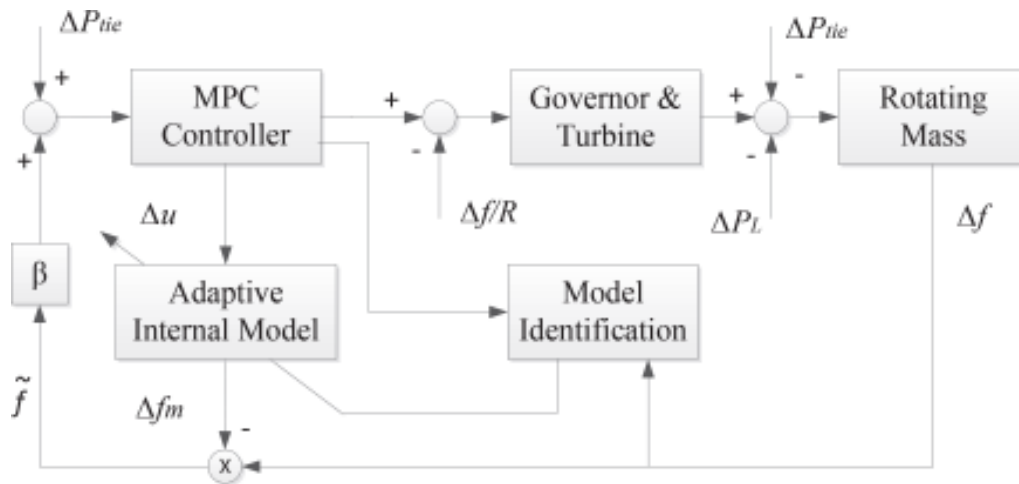 ΔPtie
ΔPtie
+
MPC
Controller
+
-
Governor &
Turbine
+
-
-
Rotating
Mass
+
Δu
Δf/R
ΔPL
Δf
β
Adaptive
Internal Model
Model
Identification
f̃
Δfm
-
x